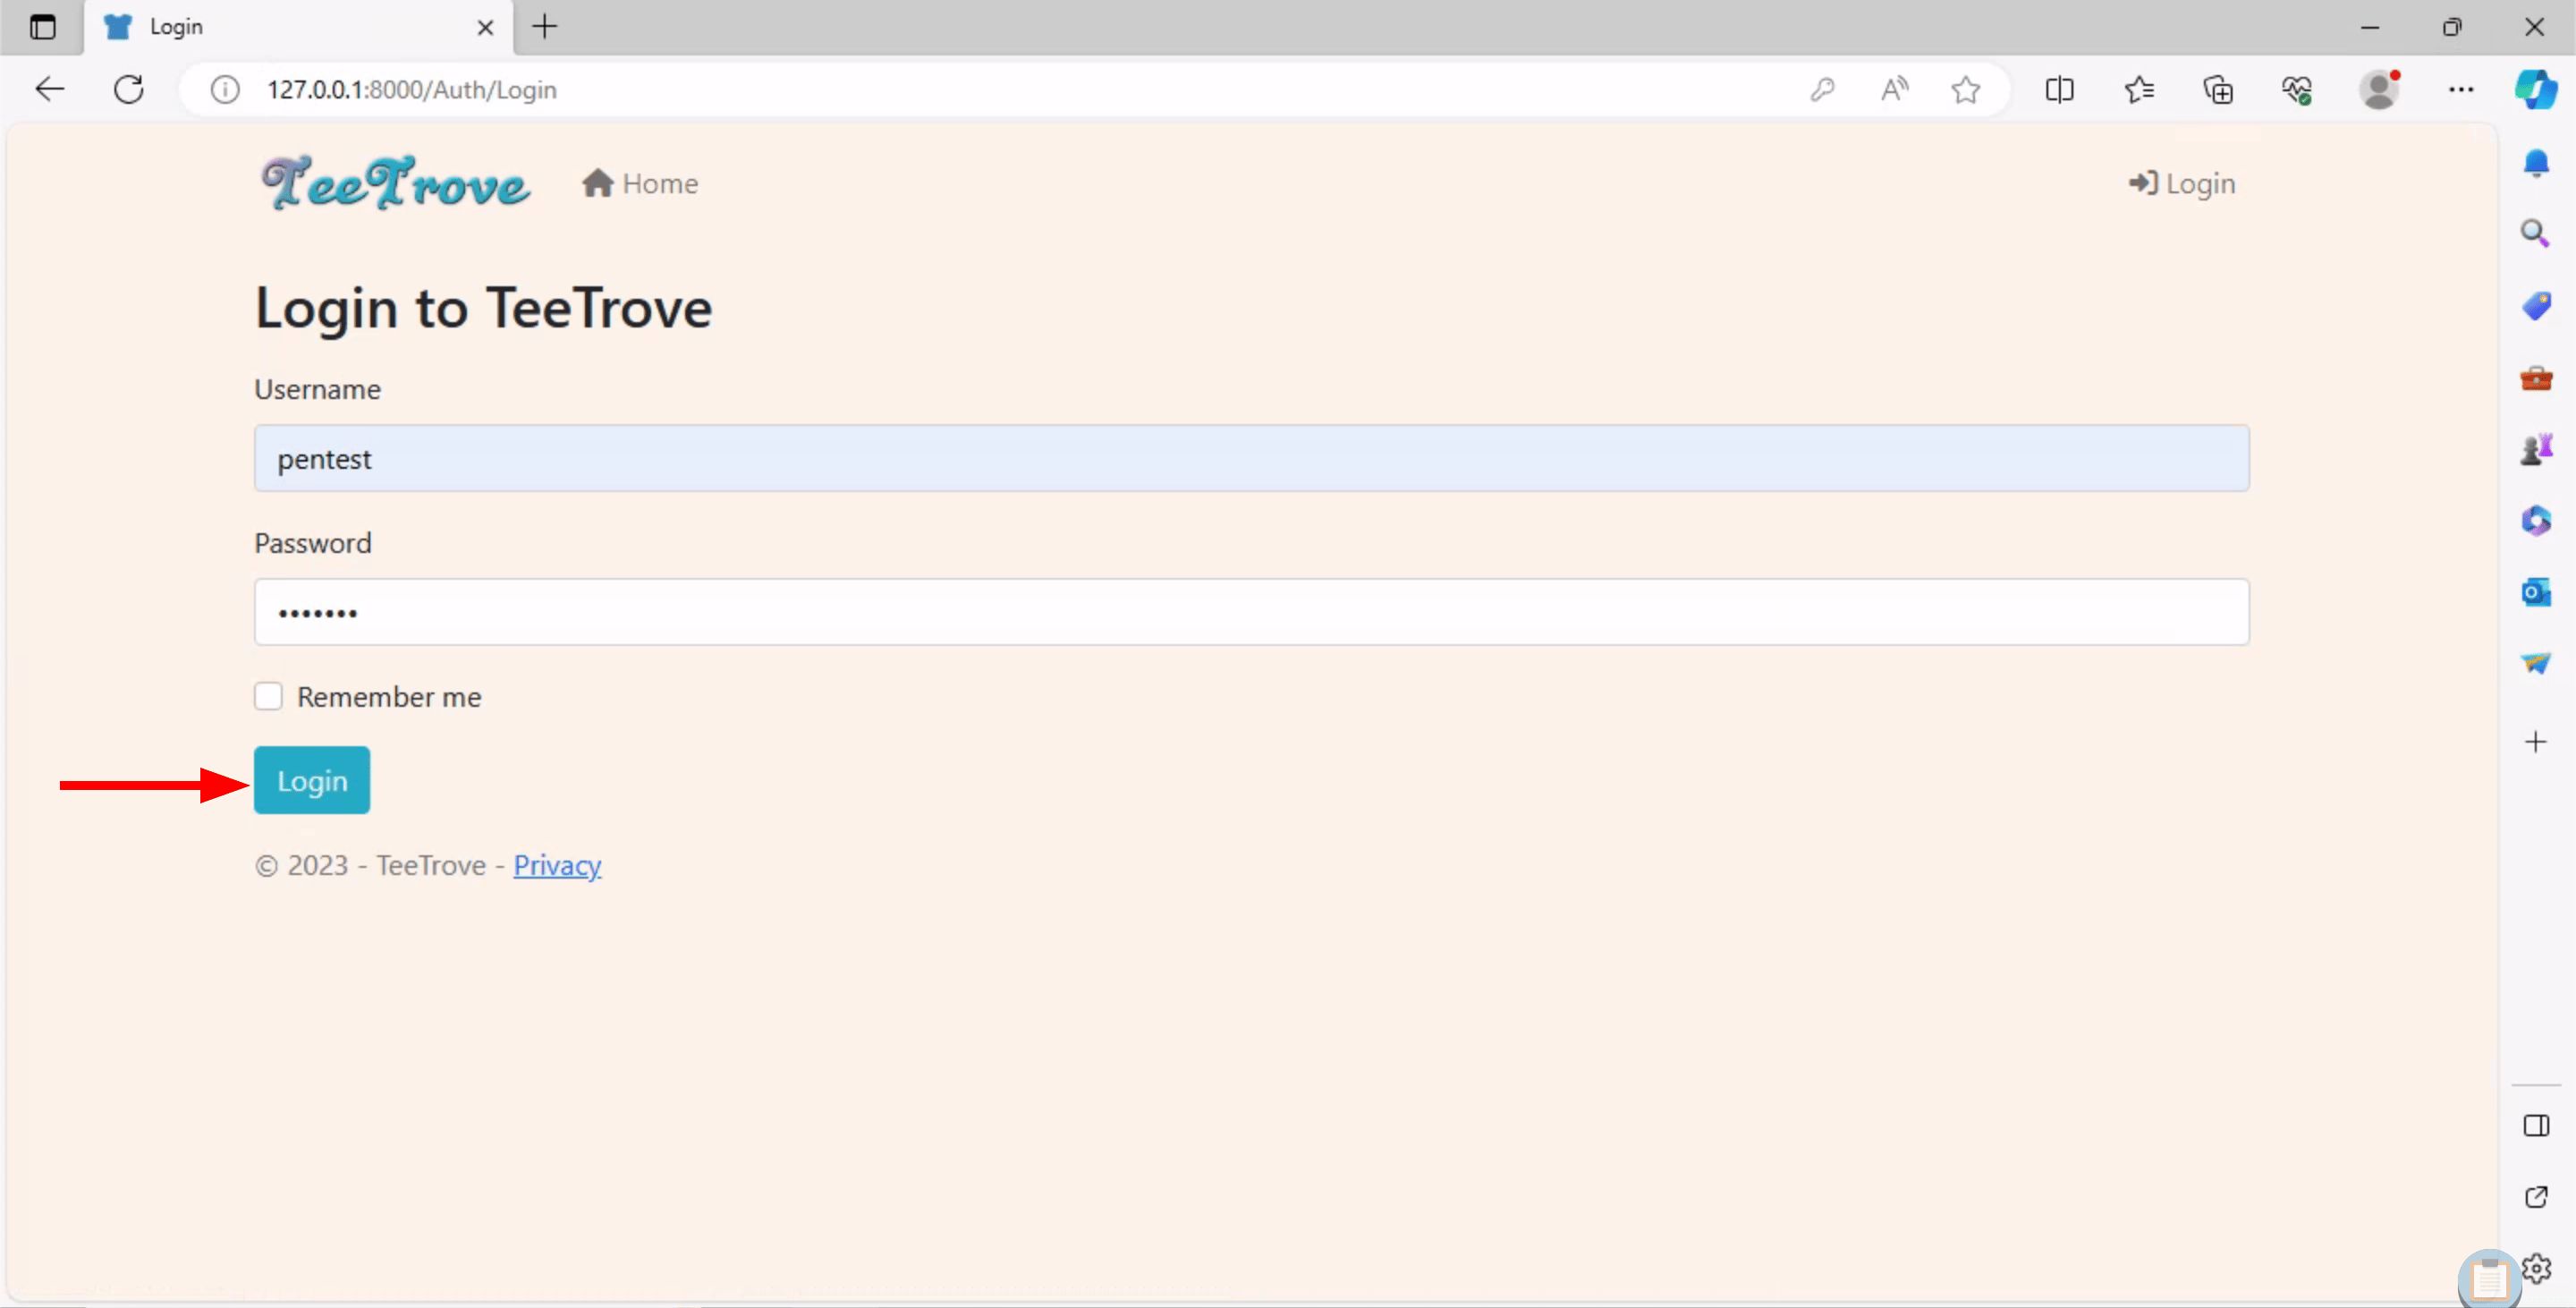 Login
127.0.0.1:8000/Auth/Login
TeeTrove Home Login
Login to TeeTrove
Username
pentest
Password
•••••••
Remember me
Login
© 2023 - TeeTrove - Privacy